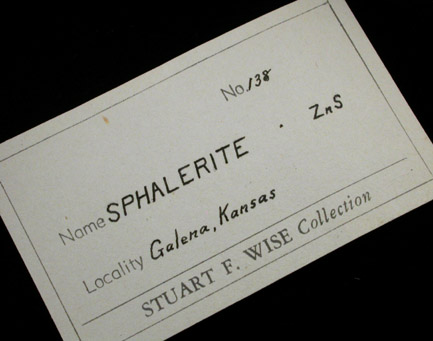 No. 138
Name SPHALERITE · ZnS
Locality Galena, Kansas
STUART F. WISE Collection